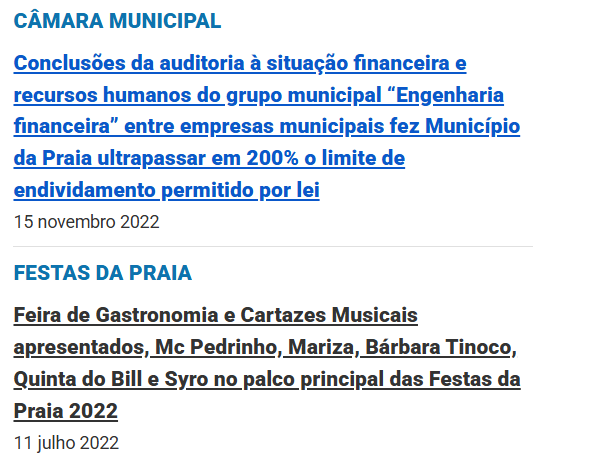 CÂMARA MUNICIPAL
Conclusões da auditoria à situação financeira e
recursos humanos do grupo municipal “Engenharia
financeira” entre empresas municipais fez Município
da Praia ultrapassar em 200% o limite de
endividamento permitido por lei
15 novembro 2022
FESTAS DA PRAIA
Feira de Gastronomia e Cartazes Musicais
apresentados, Mc Pedrinho, Mariza, Bárbara Tinoco,
Quinta do Bill e Syro no palco principal das Festas da
Praia 2022
11 julho 2022